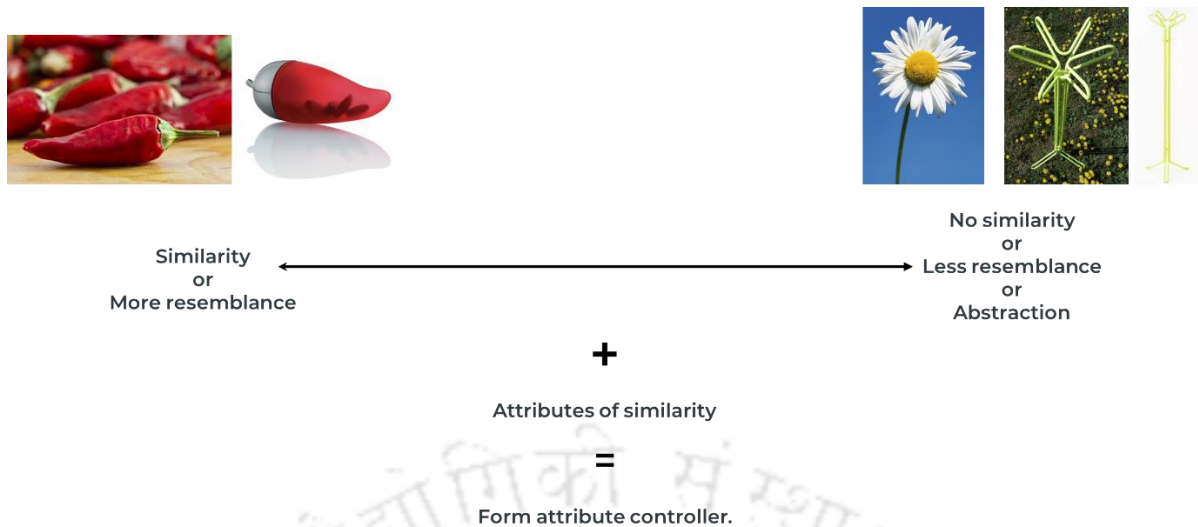 Similarity
or
More resemblance
No similarity
or
Less resemblance
or
Abstraction
+
Attributes of similarity
=
Form attribute controller.